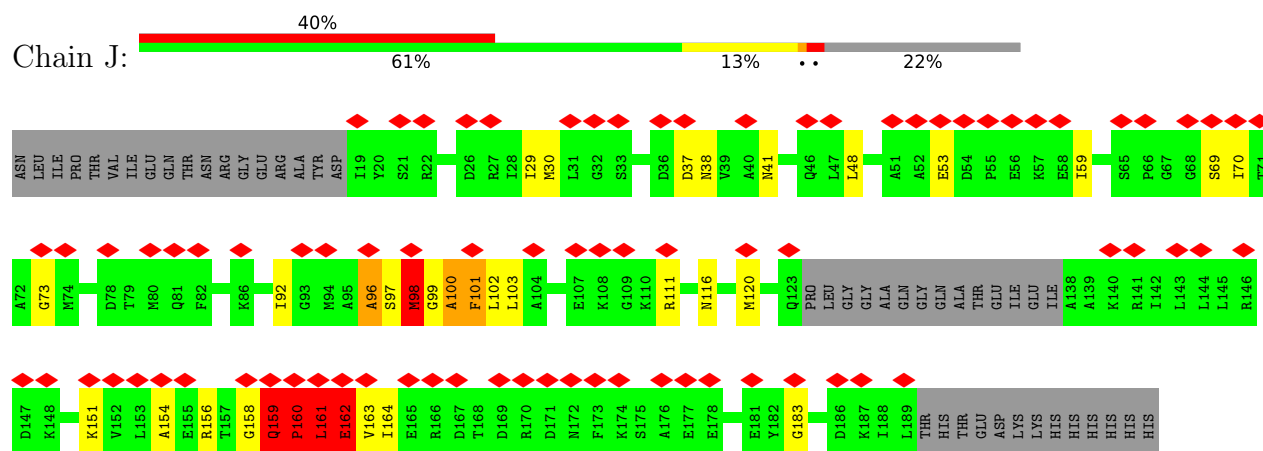 40%
Chain J:
61% 13% • • 22%
ASN LEU ILE PRO THR VAL ILE GLU GLN THR ASN ARG GLY GLU ARG ALA TYR ASP I19 Y20 S21 R22 D26 R27 I28 I29 M30 L31 G32 S33 D36 D37 N38 V39 A40 N41 Q46 L47 L48 A51 A52 E53 D54 P55 E56 K57 E58 I59 S65 P66 G67 G68 S69 I70 T71
A72 G73 M74 D78 T79 M80 Q81 F82 K86 I92 G93 M94 A95 A96 S97 M98 G99 A100 F101 L102 L103 A104 E107 K108 G109 K110 R111 N116 M120 Q123 PRO LEU GLY GLY ALA GLN GLY GLN ALA THR GLU ILE GLU ILE A138 A139 K140 R141 I142 L143 L144 L145 R146
D147 K148 K151 V152 L153 A154 E155 R156 T157 G158 Q159 P160 L161 E162 V163 I164 E165 R166 D167 T168 D169 R170 D171 N172 F173 K174 S175 A176 E177 E178 E181 Y182 G183 D186 K187 I188 L189 THR HIS THR GLU ASP LYS LYS HIS HIS HIS HIS HIS HIS